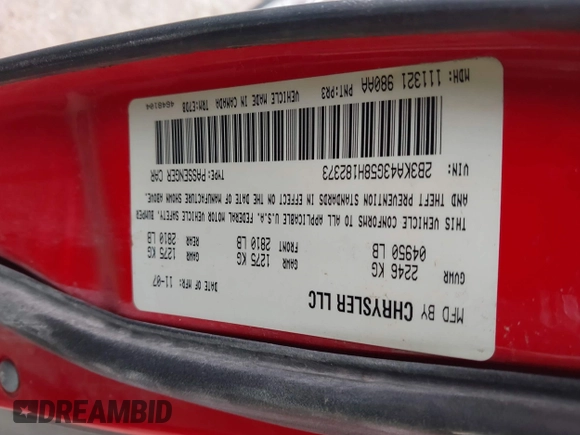 MFD BY CHRYSLER LLC
DATE OF MFR: 11-07
GVWR
2246 KG
04950 LB
GAWR FRONT
1275 KG
2810 LB
GAWR REAR
1275 KG
2810 LB
THIS VEHICLE CONFORMS TO ALL APPLICABLE U.S.A. FEDERAL MOTOR VEHICLE SAFETY, BUMPER
AND THEFT PREVENTION STANDARDS IN EFFECT ON THE DATE OF MANUFACTURE SHOWN ABOVE.
VIN: 2B3KA43G58H182373 TYPE: PASSENGER CAR
MDH: 111321 980AA PNT:PR3 VEHICLE MADE IN CANADA TRM:E7DB 4648104
DREAMBID